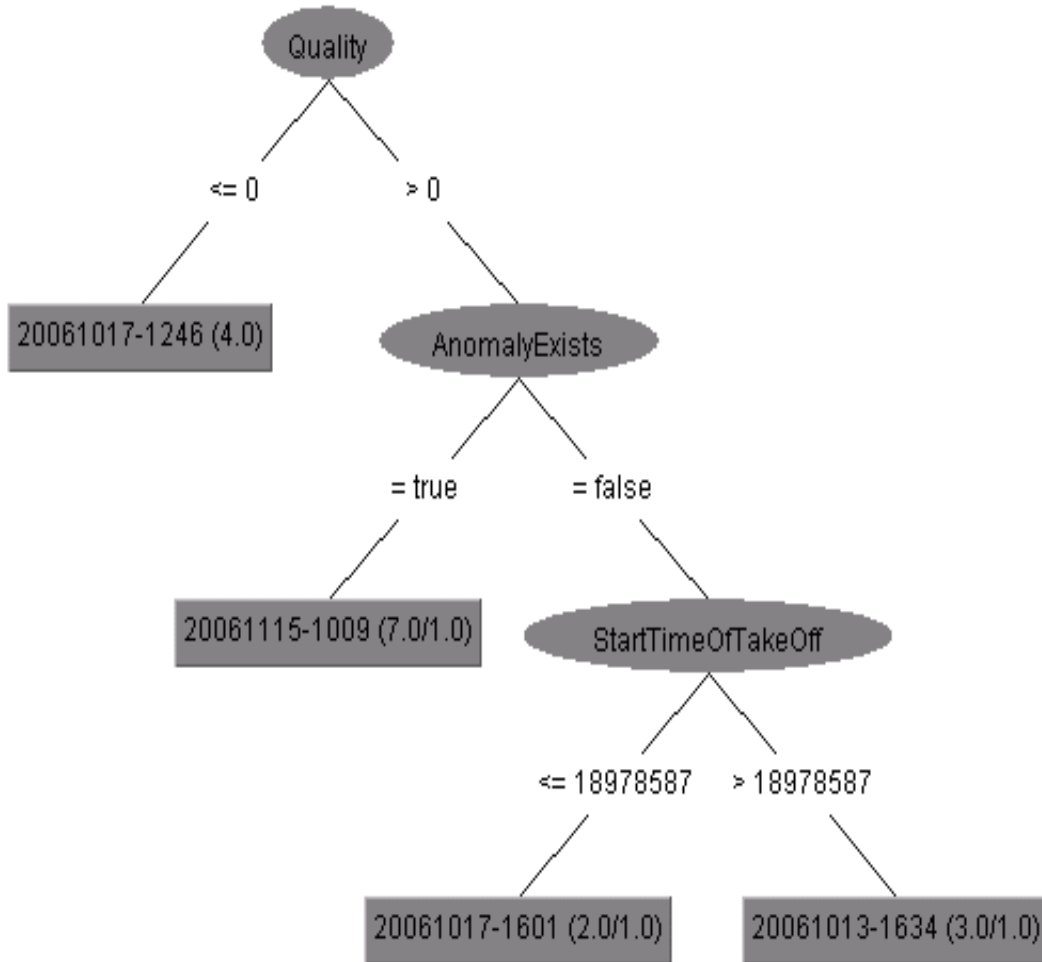 Quality
<= 0
> 0
20061017-1246 (4.0)
AnomalyExists
= true
= false
20061115-1009 (7.0/1.0)
StartTimeOfTakeOff
<= 18978587
> 18978587
20061017-1601 (2.0/1.0)
20061013-1634 (3.0/1.0)